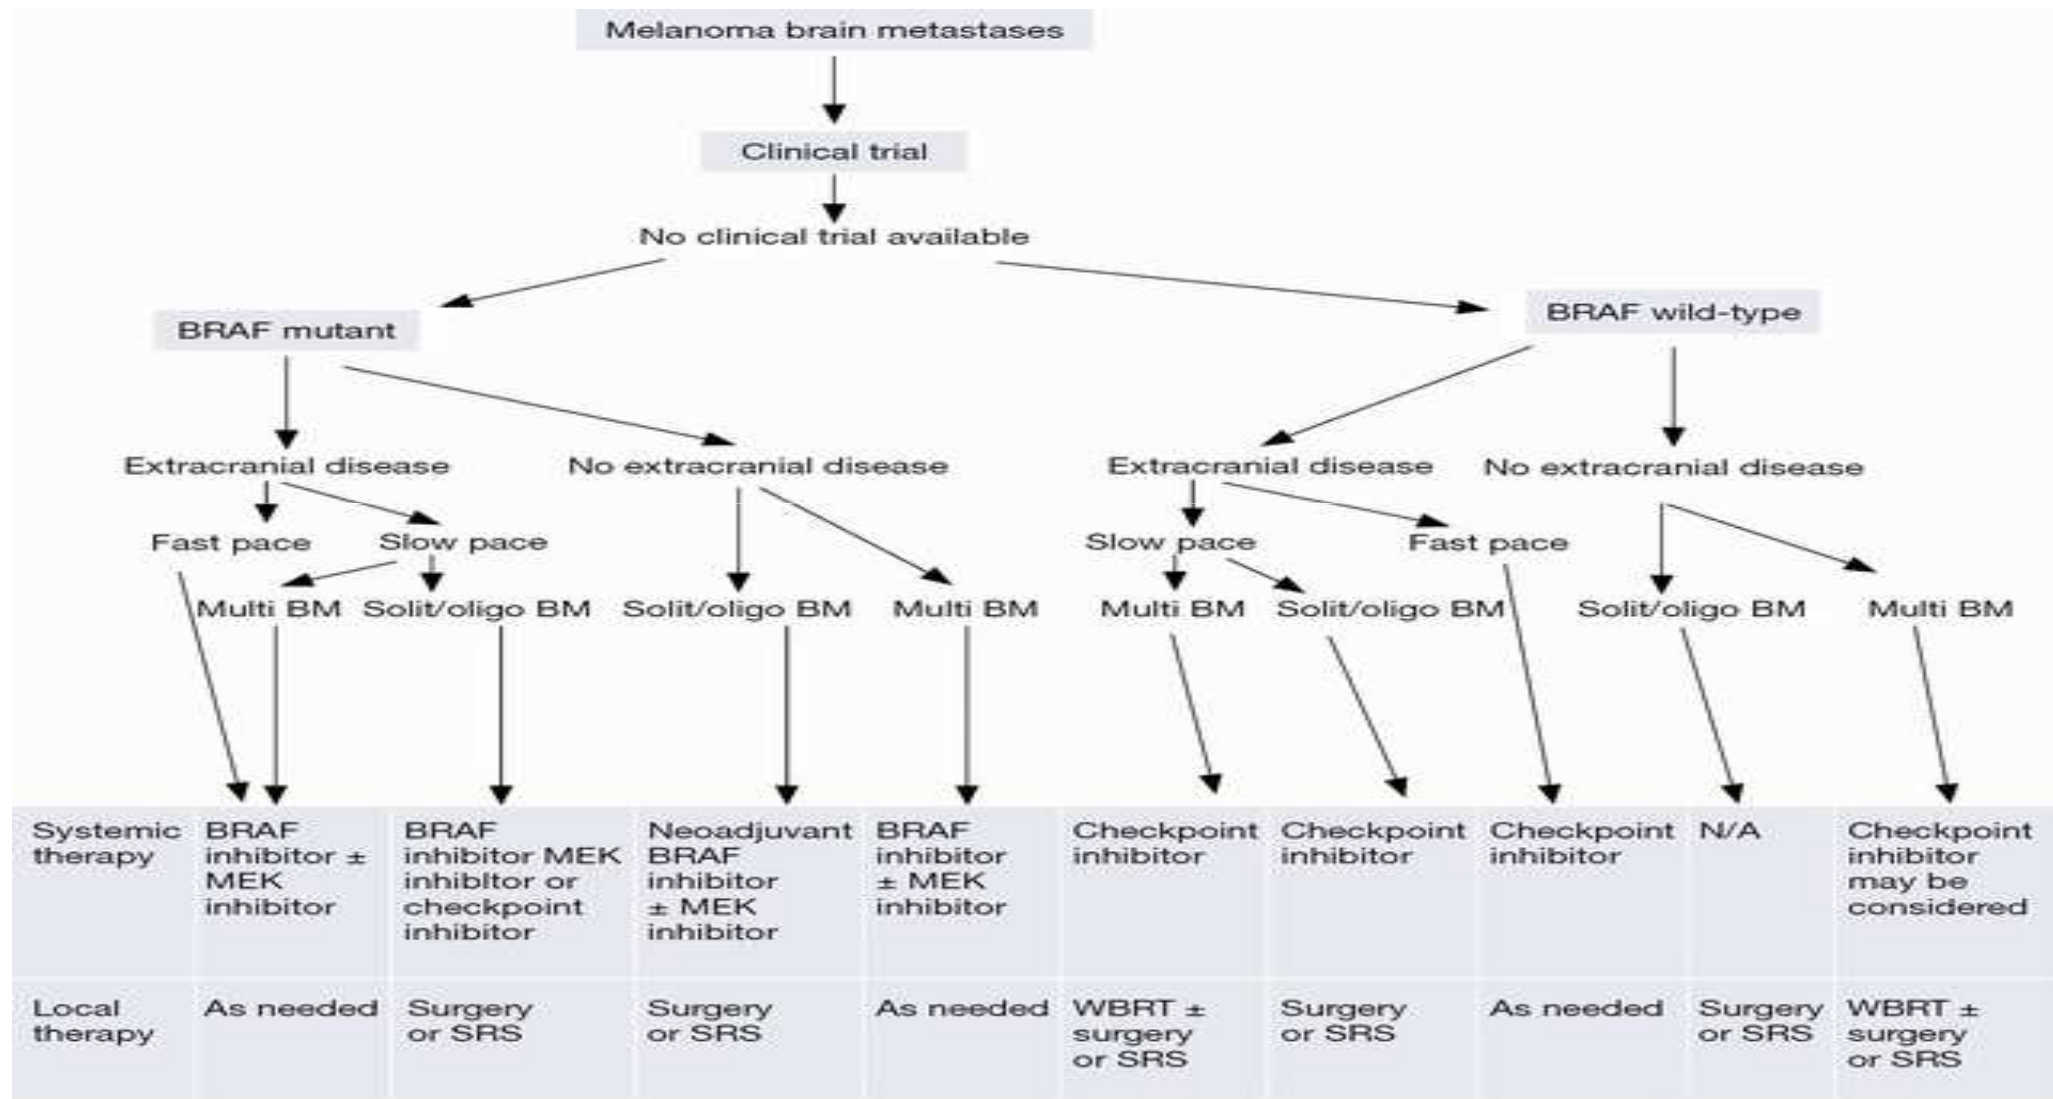 Melanoma brain metastases
Clinical trial
No clinical trial available
BRAF mutant
BRAF wild-type
Extracranial disease
No extracranial disease
Extracranial disease
No extracranial disease
Fast pace
Slow pace
Slow pace
Fast pace
Multi BM
Solit/oligo BM
Solit/oligo BM
Multi BM
Multi BM
Solit/oligo BM
Solit/oligo BM
Multi BM
Systemic
therapy
BRAF
inhibitor ±
MEK
inhibitor
BRAF
inhibitor MEK
inhibltor or
checkpoint
inhibitor
Neoadjuvant
BRAF
inhibitor
± MEK
inhibitor
BRAF
inhibitor
± MEK
inhibitor
Checkpoint
inhibitor
Checkpoint
inhibitor
Checkpoint
inhibitor
N/A
Checkpoint
inhibitor
may be
considered
Local
therapy
As needed
Surgery
or SRS
Surgery
or SRS
As needed
WBRT ±
surgery
or SRS
Surgery
or SRS
As needed
Surgery
or SRS
WBRT ±
surgery
or SRS